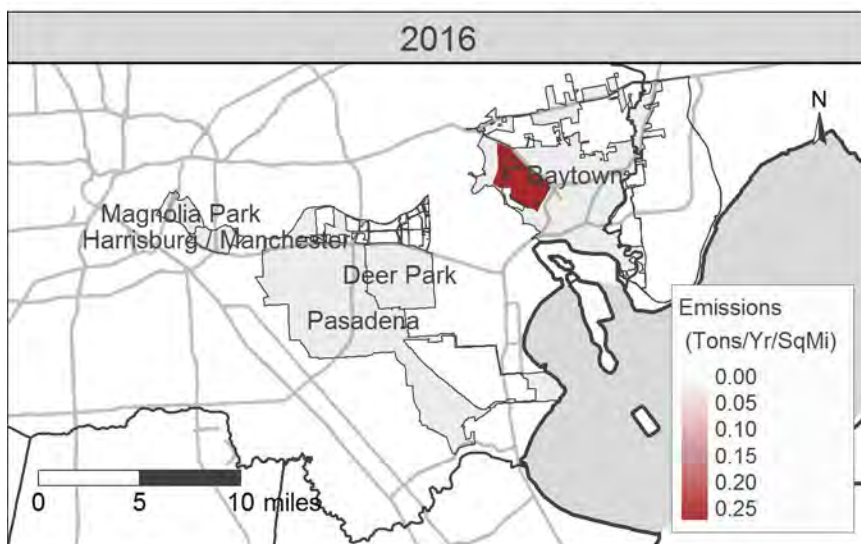 2016
N
Baytown
Magnolia Park
Harrisburg Manchester
Deer Park
Pasadena
Emissions
(Tons/Yr/SqMi)
0.00
0.05
0.10
0.15
0.20
0.25
0 5 10 miles